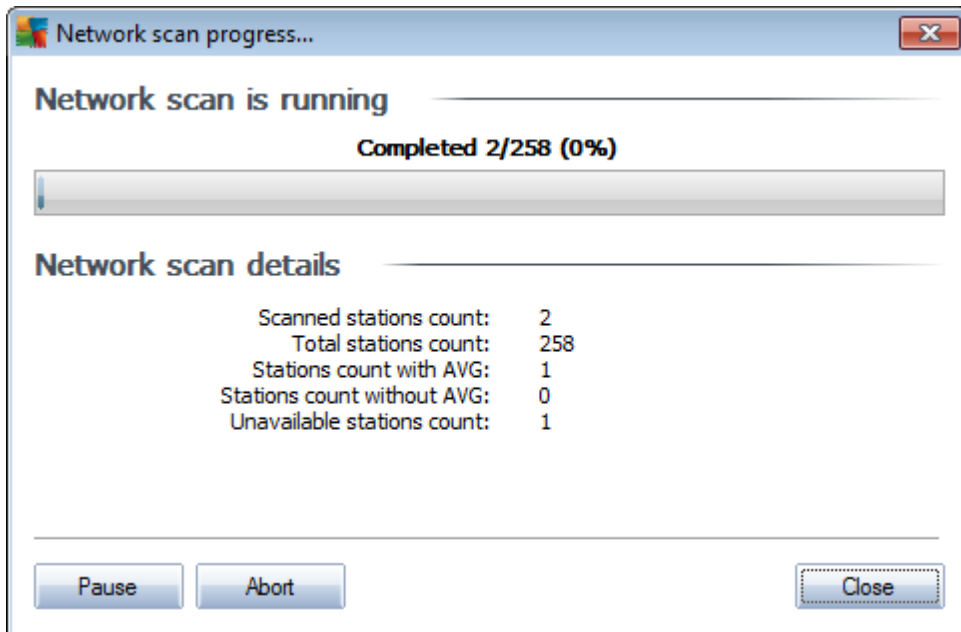 Network scan progress...
Network scan is running
Completed 2/258 (0%)
Network scan details
Scanned stations count: 2
Total stations count: 258
Stations count with AVG: 1
Stations count without AVG: 0
Unavailable stations count: 1
Pause Abort Close